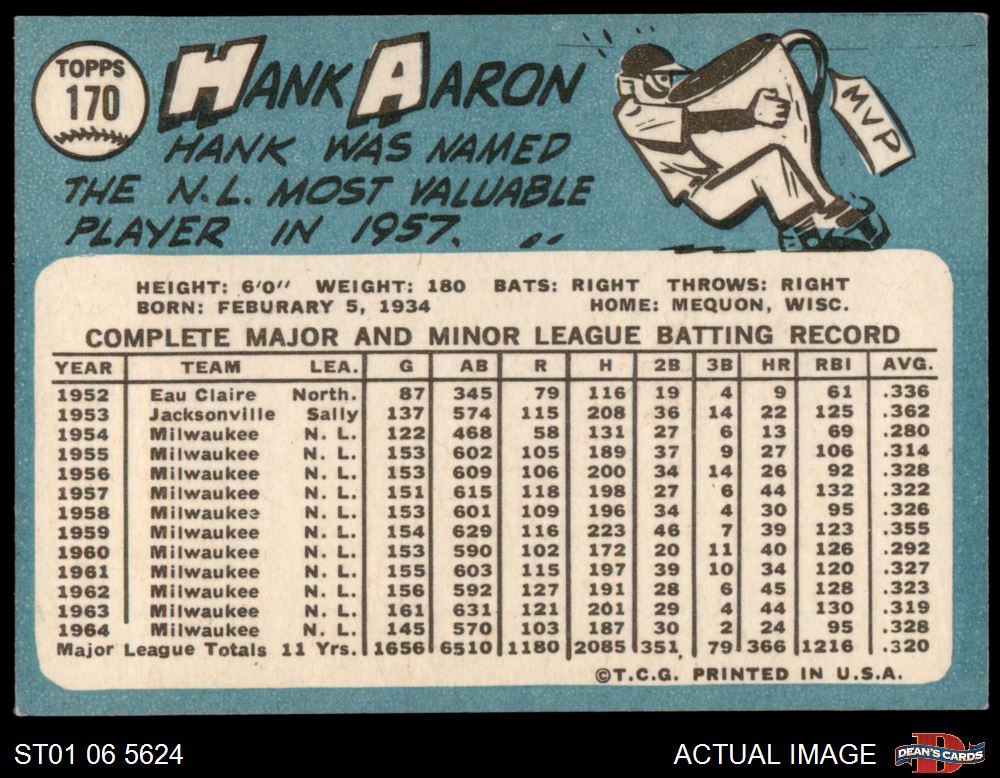 TOPPS
170
HANK AARON
HANK WAS NAMED
THE N.L. MOST VALUABLE
PLAYER IN 1957.
MVP
HEIGHT: 6'0" WEIGHT: 180 BATS: RIGHT THROWS: RIGHT
BORN: FEBURARY 5, 1934 HOME: MEQUON, WISC.
COMPLETE MAJOR AND MINOR LEAGUE BATTING RECORD
YEAR TEAM LEA. G AB R H 2B 3B HR RBI AVG.
1952 Eau Claire North. 87 345 79 116 19 4 9 61 .336
1953 Jacksonville Sally 137 574 115 208 36 14 22 125 .362
1954 Milwaukee N. L. 122 468 58 131 27 6 13 69 .280
1955 Milwaukee N. L. 153 602 105 189 37 9 27 106 .314
1956 Milwaukee N. L. 153 609 106 200 34 14 26 92 .328
1957 Milwaukee N. L. 151 615 118 198 27 6 44 132 .322
1958 Milwaukee N. L. 153 601 109 196 34 4 30 95 .326
1959 Milwaukee N. L. 154 629 116 223 46 7 39 123 .355
1960 Milwaukee N. L. 153 590 102 172 20 11 40 126 .292
1961 Milwaukee N. L. 155 603 115 197 39 10 34 120 .327
1962 Milwaukee N. L. 156 592 127 191 28 6 45 128 .323
1963 Milwaukee N. L. 161 631 121 201 29 4 44 130 .319
1964 Milwaukee N. L. 145 570 103 187 30 2 24 95 .328
Major League Totals 11 Yrs. 1656 6510 1180 2085 351 79 366 1216 .320
©T.C.G. PRINTED IN U.S.A.
ST01 06 5624 ACTUAL IMAGE
D
DEAN'S CARDS